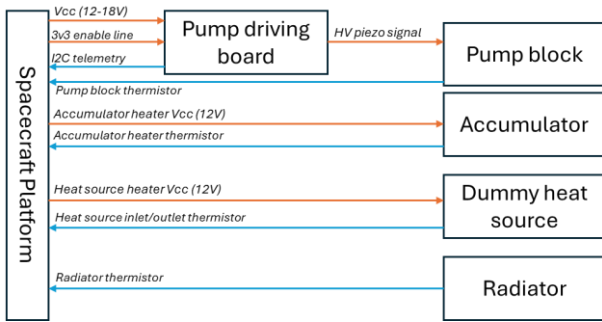 Vcc (12-18V)
3v3 enable line
I2C telemetry
Pump driving
board
HV piezo signal
Pump block
Pump block thermistor
Accumulator heater Vcc (12V)
Accumulator heater thermistor
Accumulator
Spacecraft Platform
Heat source heater Vcc (12V)
Heat source inlet/outlet thermistor
Dummy heat
source
Radiator thermistor
Radiator